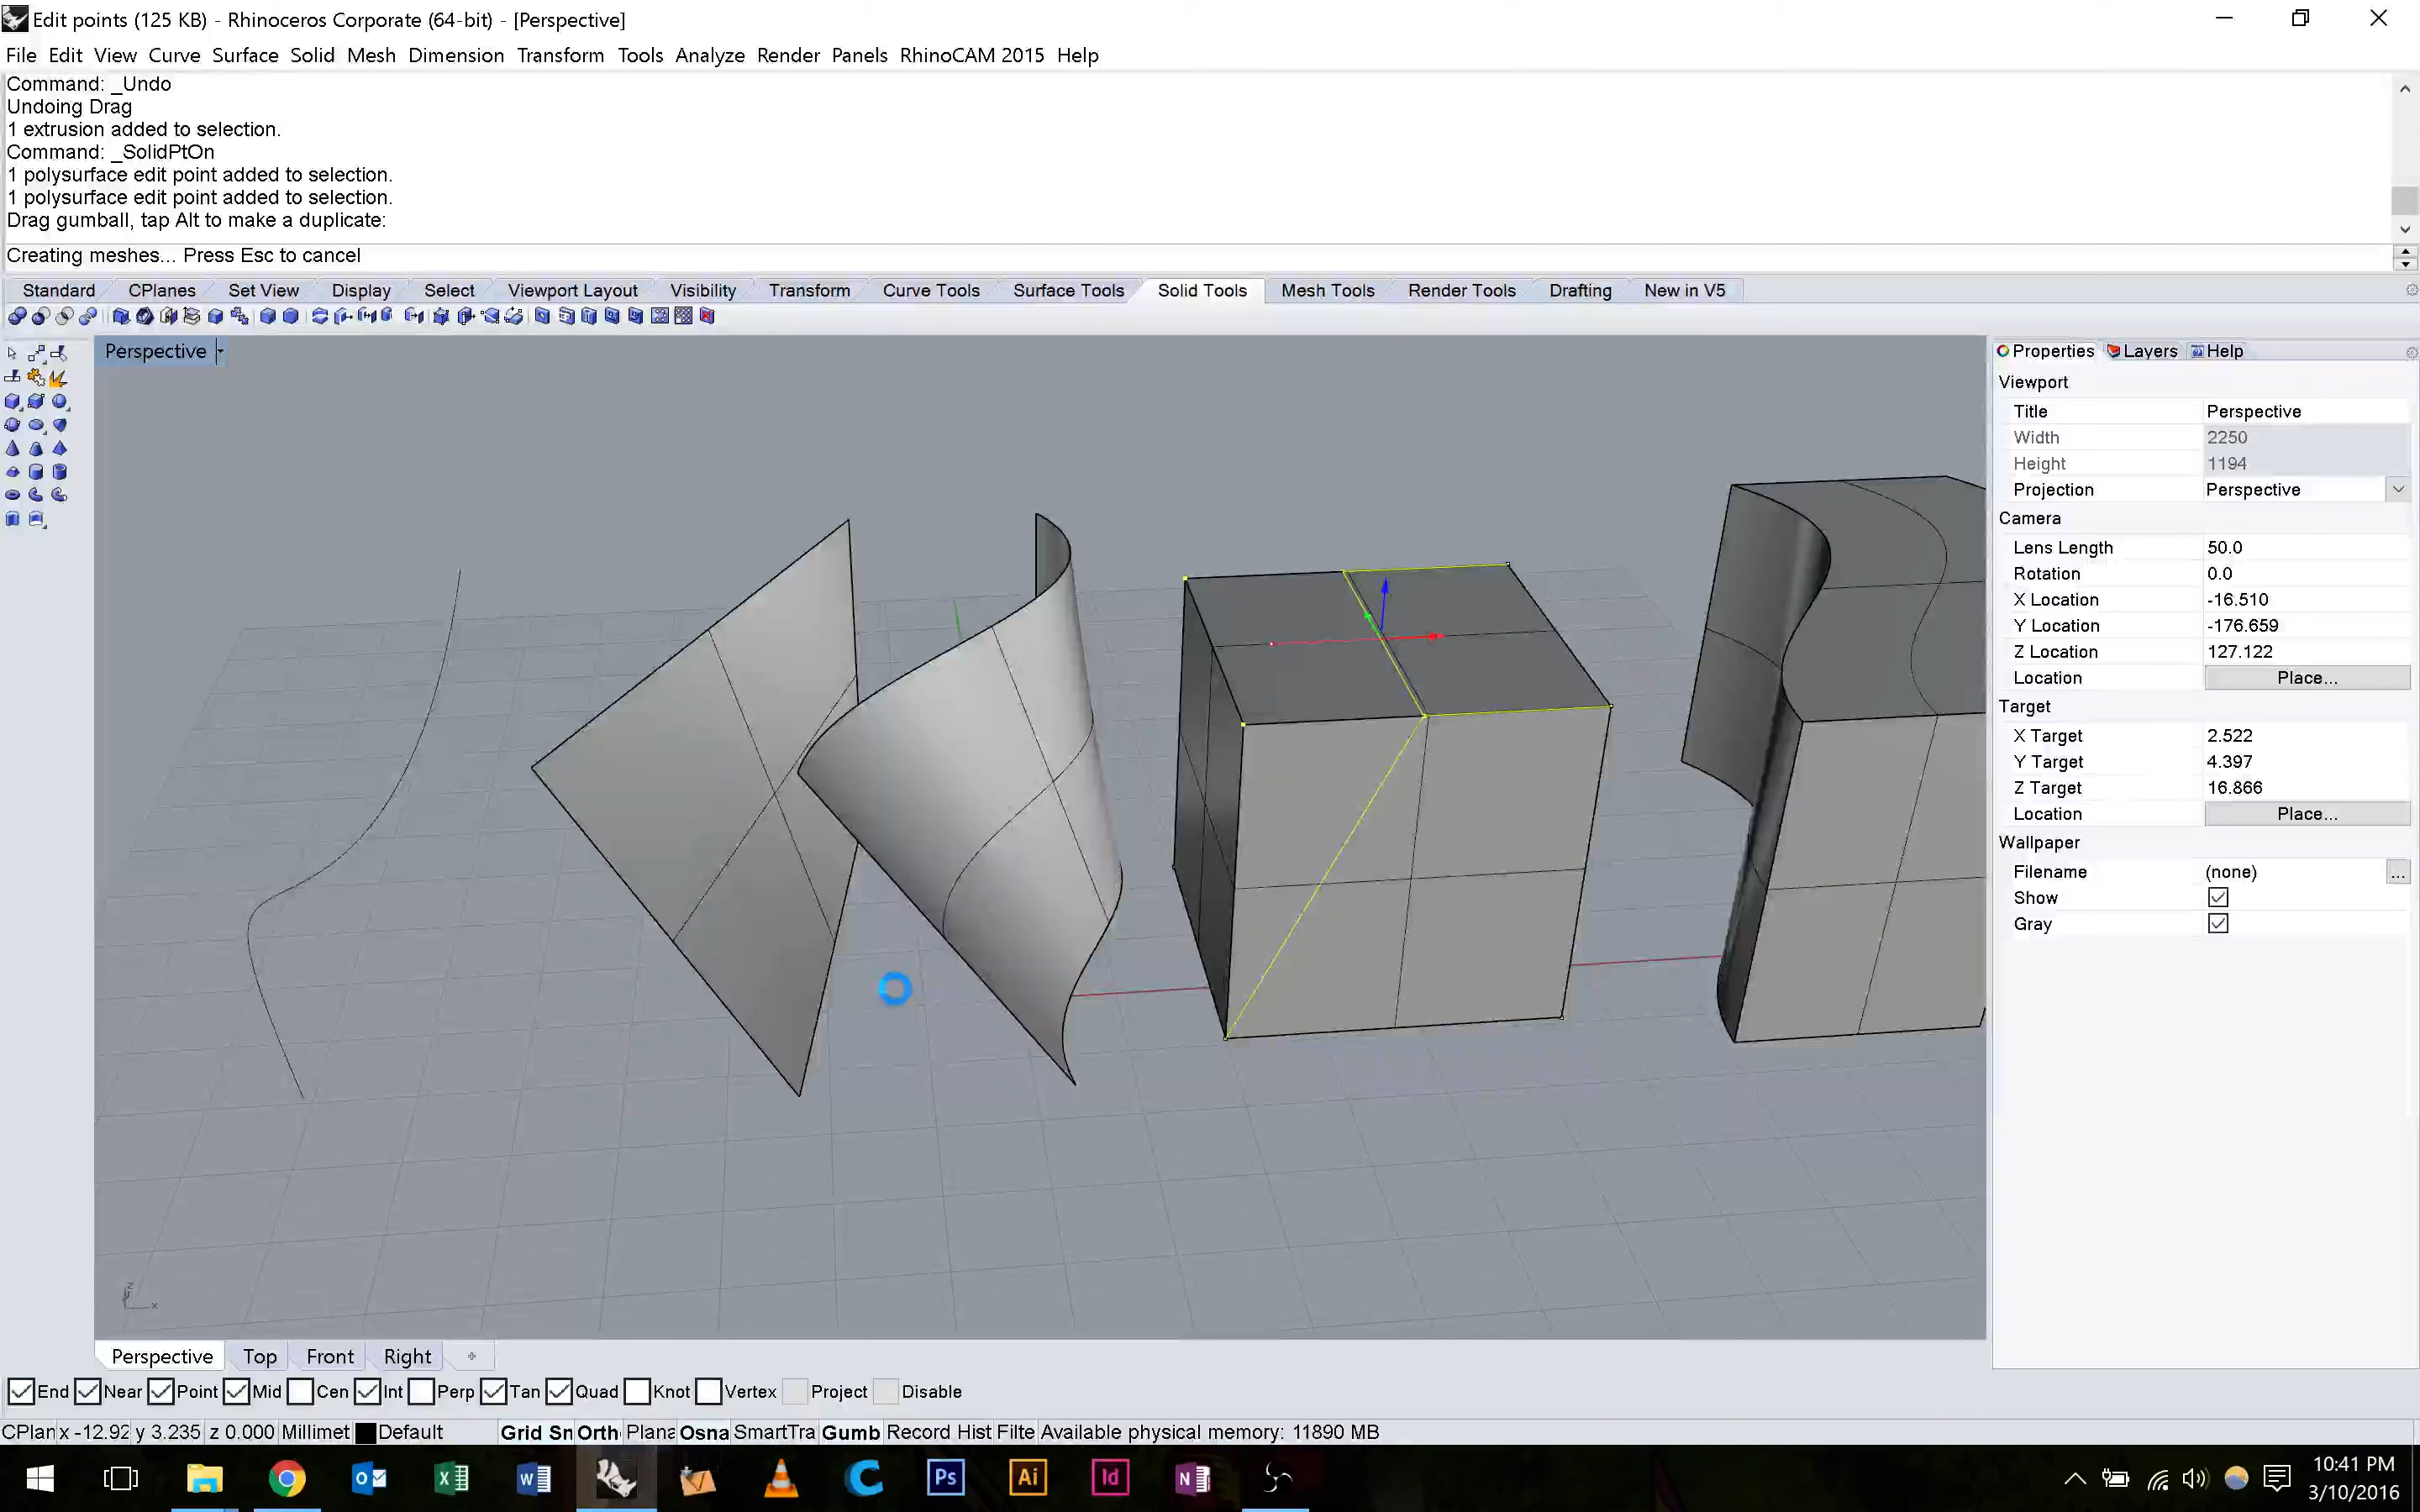 Edit points (125 KB) - Rhinoceros Corporate (64-bit) - [Perspective]
File Edit View Curve Surface Solid Mesh Dimension Transform Tools Analyze Render Panels RhinoCAM 2015 Help
Command: _Undo
Undoing Drag
1 extrusion added to selection.
Command: _SolidPtOn
1 polysurface edit point added to selection.
1 polysurface edit point added to selection.
Drag gumball, tap Alt to make a duplicate:
Creating meshes... Press Esc to cancel
Standard CPlanes Set View Display Select Viewport Layout Visibility Transform Curve Tools Surface Tools Solid Tools Mesh Tools Render Tools Drafting New in V5
Perspective
Properties Layers Help
Viewport
Title Perspective
Width 2250
Height 1194
Projection Perspective
Camera
Lens Length 50.0
Rotation 0.0
X Location -16.510
Y Location -176.659
Z Location 127.122
Location Place...
Target
X Target 2.522
Y Target 4.397
Z Target 16.866
Location Place...
Wallpaper
Filename (none) ...
Show
Gray
z
y
x
Perspective Top Front Right
End Near Point Mid Cen Int Perp Tan Quad Knot Vertex Project Disable
CPlan x -12.92 y 3.235 z 0.000 Millimet Default Grid Sn Orth Plana Osna SmartTra Gumb Record Hist Filte Available physical memory: 11890 MB
Ps Ai Id
10:41 PM
3/10/2016